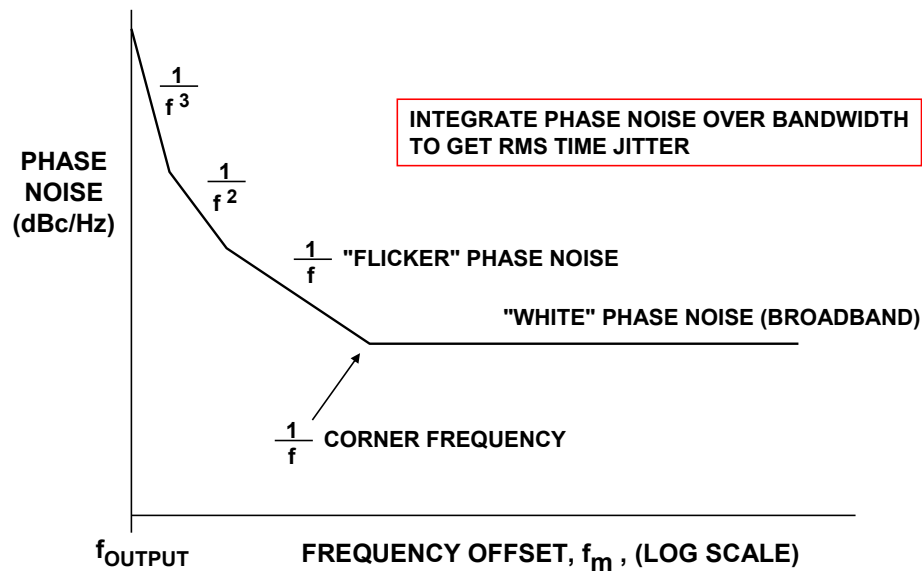 1
f 3
INTEGRATE PHASE NOISE OVER BANDWIDTH
TO GET RMS TIME JITTER
PHASE
NOISE
(dBc/Hz)
1
f 2
1
f
"FLICKER" PHASE NOISE
"WHITE" PHASE NOISE (BROADBAND)
1
f
CORNER FREQUENCY
fOUTPUT
FREQUENCY OFFSET, fm , (LOG SCALE)